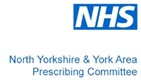 NHS
North Yorkshire & York Area
Prescribing Committee